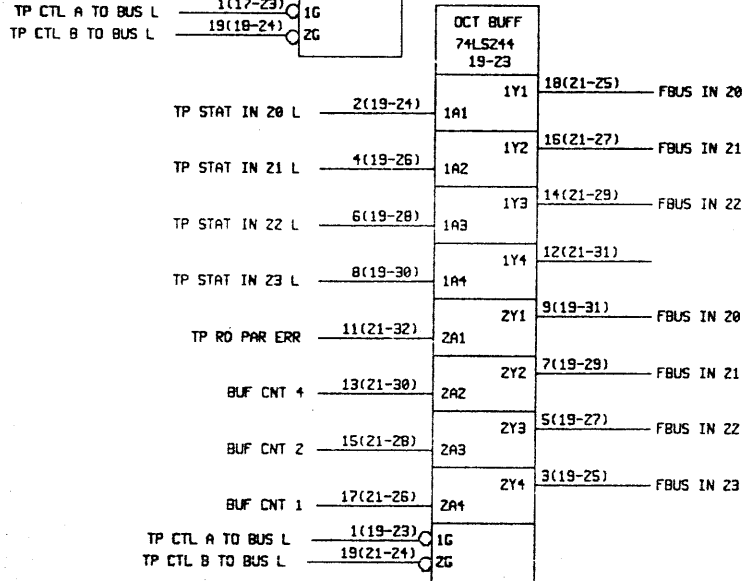 TP CTL A TO BUS L 1(17-23) 1G
TP CTL B TO BUS L 19(18-24) 2G
OCT BUFF
74LS244
19-23
1Y1 18(21-25) FBUS IN 20
TP STAT IN 20 L 2(19-24) 1A1
1Y2 16(21-27) FBUS IN 21
TP STAT IN 21 L 4(19-26) 1A2
1Y3 14(21-29) FBUS IN 22
TP STAT IN 22 L 6(19-28) 1A3
1Y4 12(21-31)
TP STAT IN 23 L 8(19-30) 1A4
2Y1 9(19-31) FBUS IN 20
TP RD PAR ERR 11(21-32) 2A1
2Y2 7(19-29) FBUS IN 21
BUF CNT 4 13(21-30) 2A2
2Y3 5(19-27) FBUS IN 22
BUF CNT 2 15(21-28) 2A3
2Y4 3(19-25) FBUS IN 23
BUF CNT 1 17(21-26) 2A4
TP CTL A TO BUS L 1(19-23) 1G
TP CTL B TO BUS L 19(21-24) 2G